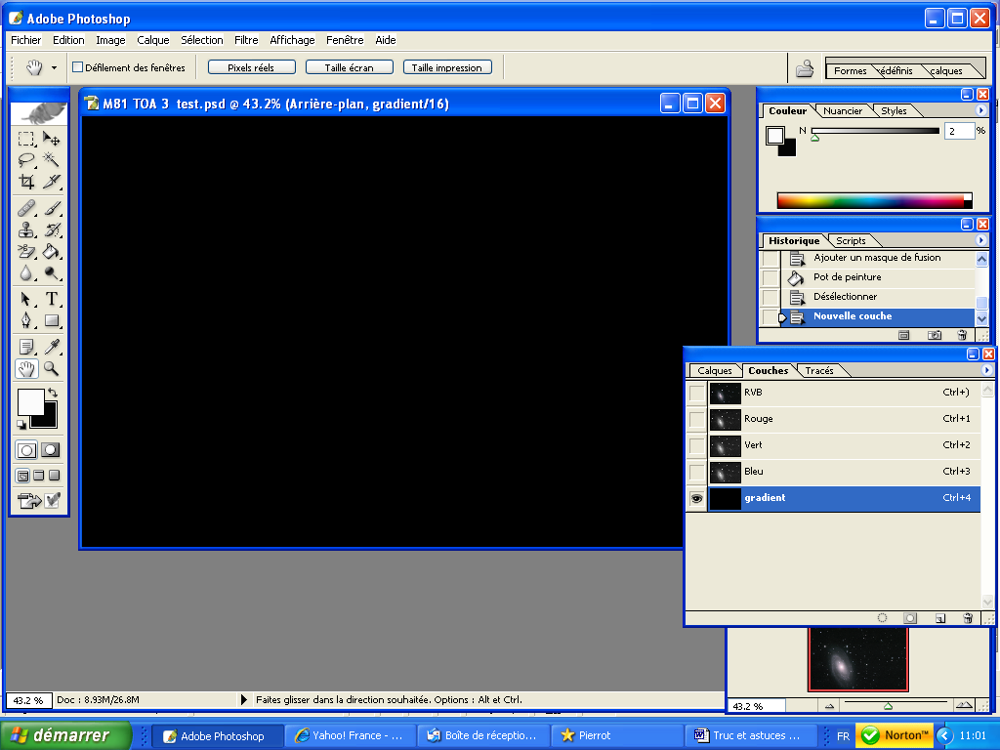 Adobe Photoshop
Fichier Edition Image Calque Sélection Filtre Affichage Fenêtre Aide
Défilement des fenêtres Pixels réels Taille écran Taille impression Formes rédéfinis calques
M81 TOA 3 test.psd @ 43.2% (Arrière-plan, gradient/16)
Couleur Nuancier Styles
N 2 %
Historique Scripts
Ajouter un masque de fusion
Pot de peinture
Désélectionner
Nouvelle couche
Calques Couches Tracés
RVB Ctrl+)
Rouge Ctrl+1
Vert Ctrl+2
Bleu Ctrl+3
gradient Ctrl+4
T
43.2 % Doc : 8.93M/26.8M Faites glisser dans la direction souhaitée. Options : Alt et Ctrl.
43.2 %
démarrer Adobe Photoshop Yahoo! France - ... Boîte de réceptio... Pierrot Truc et astuces ... FR Norton™ 11:01